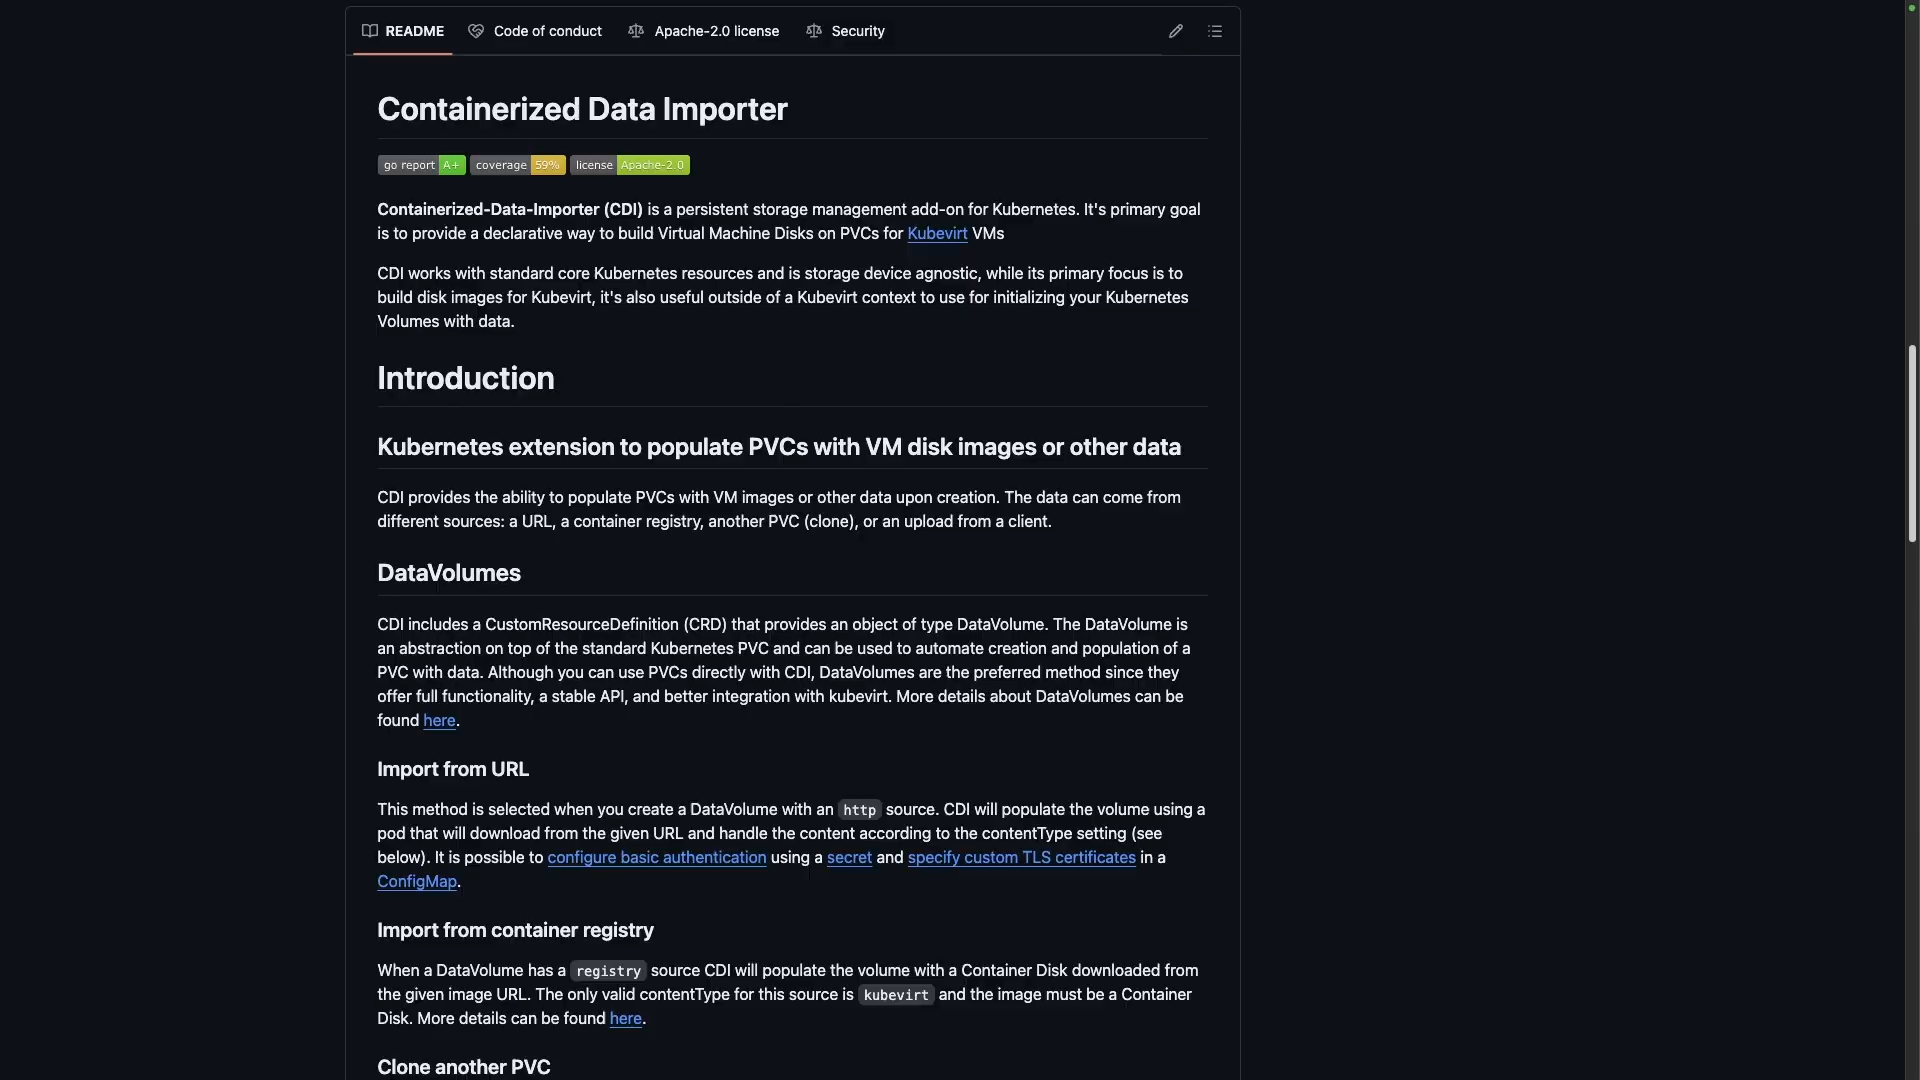 README Code of conduct Apache-2.0 license Security
Containerized Data Importer
go report A+ coverage 59% license Apache-2.0
Containerized-Data-Importer (CDI) is a persistent storage management add-on for Kubernetes. It's primary goal
is to provide a declarative way to build Virtual Machine Disks on PVCs for Kubevirt VMs
CDI works with standard core Kubernetes resources and is storage device agnostic, while its primary focus is to
build disk images for Kubevirt, it's also useful outside of a Kubevirt context to use for initializing your Kubernetes
Volumes with data.
Introduction
Kubernetes extension to populate PVCs with VM disk images or other data
CDI provides the ability to populate PVCs with VM images or other data upon creation. The data can come from
different sources: a URL, a container registry, another PVC (clone), or an upload from a client.
DataVolumes
CDI includes a CustomResourceDefinition (CRD) that provides an object of type DataVolume. The DataVolume is
an abstraction on top of the standard Kubernetes PVC and can be used to automate creation and population of a
PVC with data. Although you can use PVCs directly with CDI, DataVolumes are the preferred method since they
offer full functionality, a stable API, and better integration with kubevirt. More details about DataVolumes can be
found here.
Import from URL
This method is selected when you create a DataVolume with an http source. CDI will populate the volume using a
pod that will download from the given URL and handle the content according to the contentType setting (see
below). It is possible to configure basic authentication using a secret and specify custom TLS certificates in a
ConfigMap.
Import from container registry
When a DataVolume has a registry source CDI will populate the volume with a Container Disk downloaded from
the given image URL. The only valid contentType for this source is kubevirt and the image must be a Container
Disk. More details can be found here.
Clone another PVC